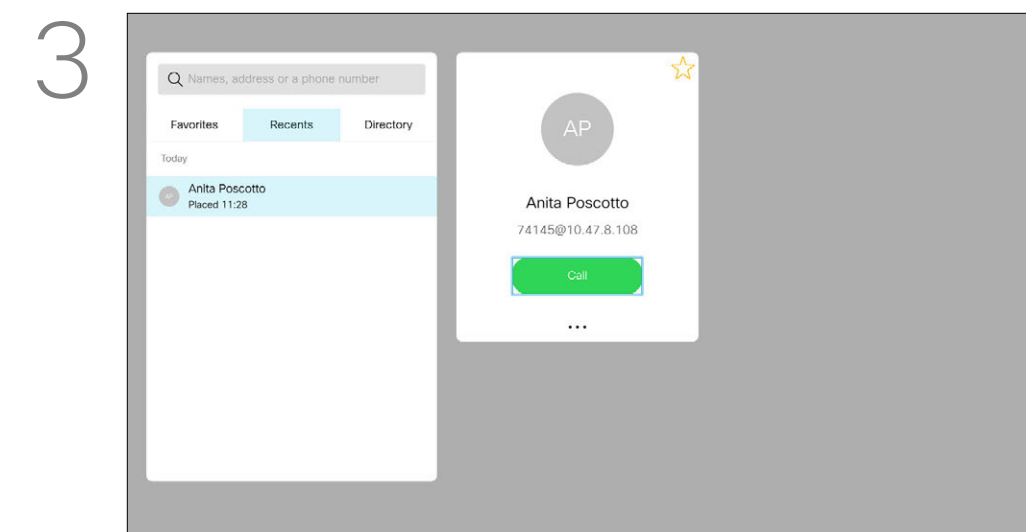 3
Names, address or a phone number
Favorites Recents Directory
Today
AP Anita Poscotto
Placed 11:28
AP
Anita Poscotto
74145@10.47.8.108
Call
...